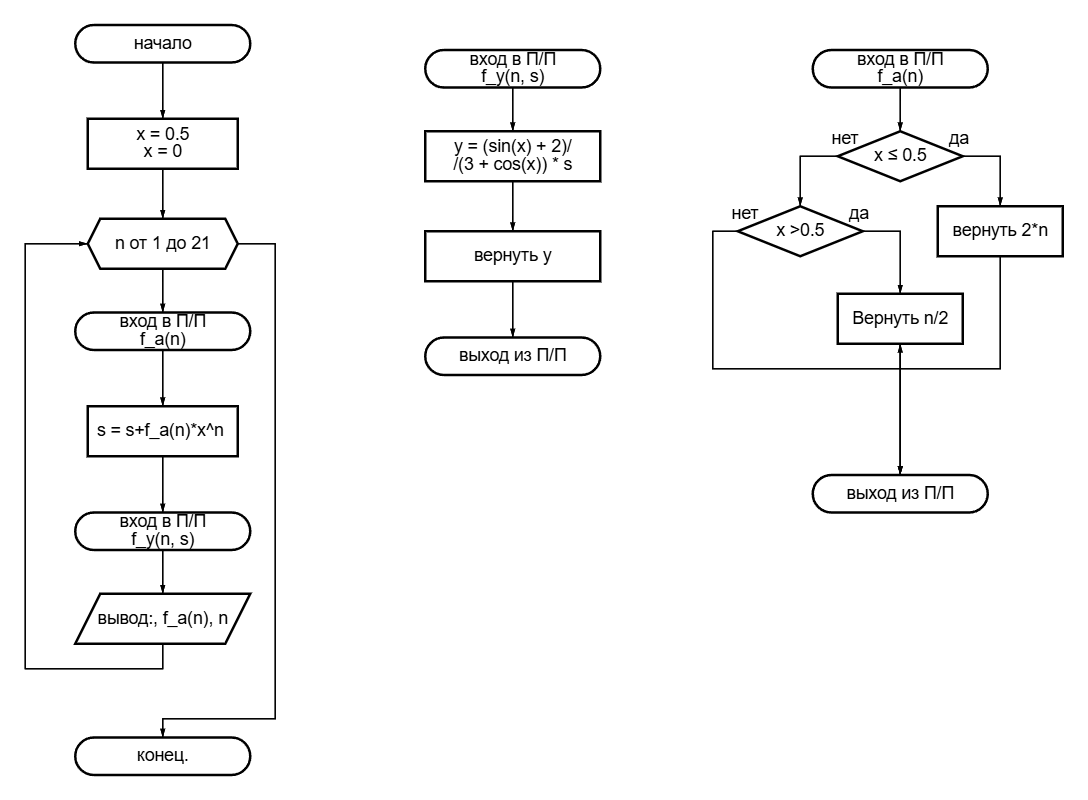 начало
x = 0.5
x = 0
n от 1 до 21
вход в П/П
f_a(n)
s = s+f_a(n)*x^n
вход в П/П
f_y(n, s)
вывод:, f_a(n), n
конец.
вход в П/П
f_y(n, s)
y = (sin(x) + 2)/
/(3 + cos(x)) * s
вернуть y
выход из П/П
вход в П/П
f_a(n)
нет
да
x ≤ 0.5
нет
да
x >0.5
вернуть 2*n
Вернуть n/2
выход из П/П